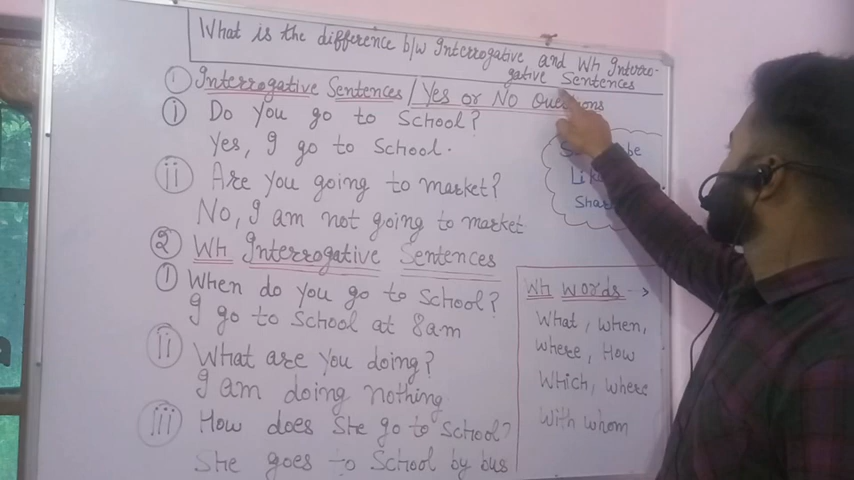 What is the difference b/w Interrogative and Wh Interro-
gative Sentences
① Interrogative Sentences / Yes or No Questions
ⓘ Do you go to School?
Yes, I go to School.
ii Are you going to market?
No, I am not going to market
② Wh Interrogative Sentences
① When do you go to School?
I go to School at 8am
ii What are you doing?
I am doing nothing
iii How does She go to School?
She goes to School by bus
Wh words →
What, when,
where, How
Which, where
With whom